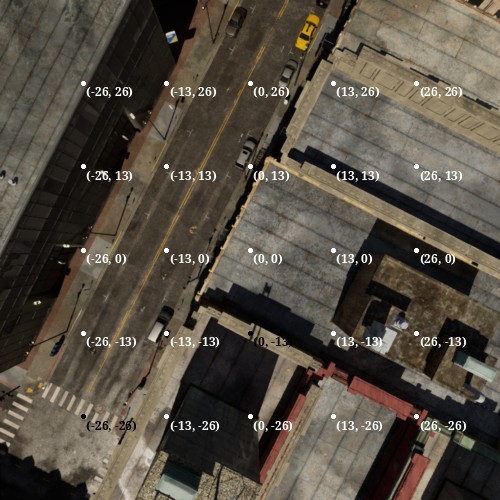 (-26, 26) (-13, 26) (0, 26) (13, 26) (26, 26)
(-26, 13) (-13, 13) (0, 13) (13, 13) (26, 13)
(-26, 0) (-13, 0) (0, 0) (13, 0) (26, 0)
(-26, -13) (-13, -13) (0, -13) (13, -13) (26, -13)
(-26, -26) (-13, -26) (0, -26) (13, -26) (26, -26)